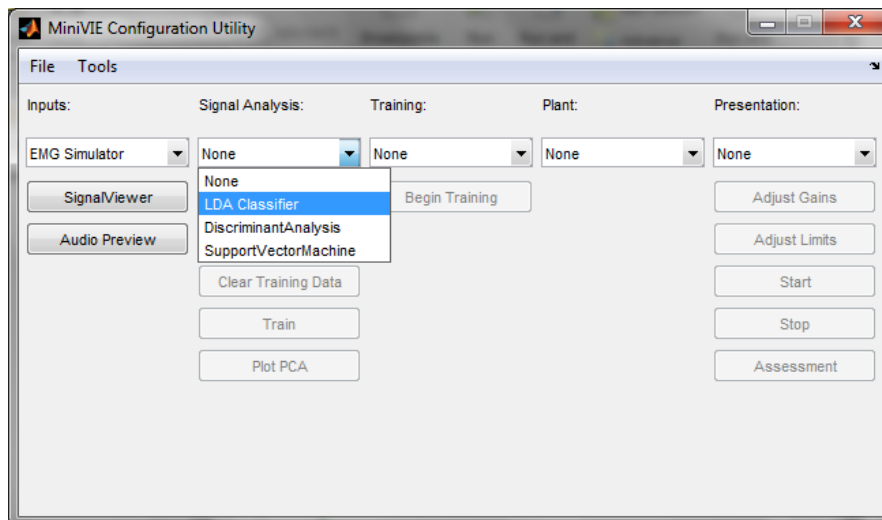 MiniVIE Configuration Utility
File Tools
Inputs: Signal Analysis: Training: Plant: Presentation:
EMG Simulator None None None None
None
SignalViewer LDA Classifier Begin Training Adjust Gains
DiscriminantAnalysis
Audio Preview SupportVectorMachine Adjust Limits
Clear Training Data Start
Train Stop
Plot PCA Assessment